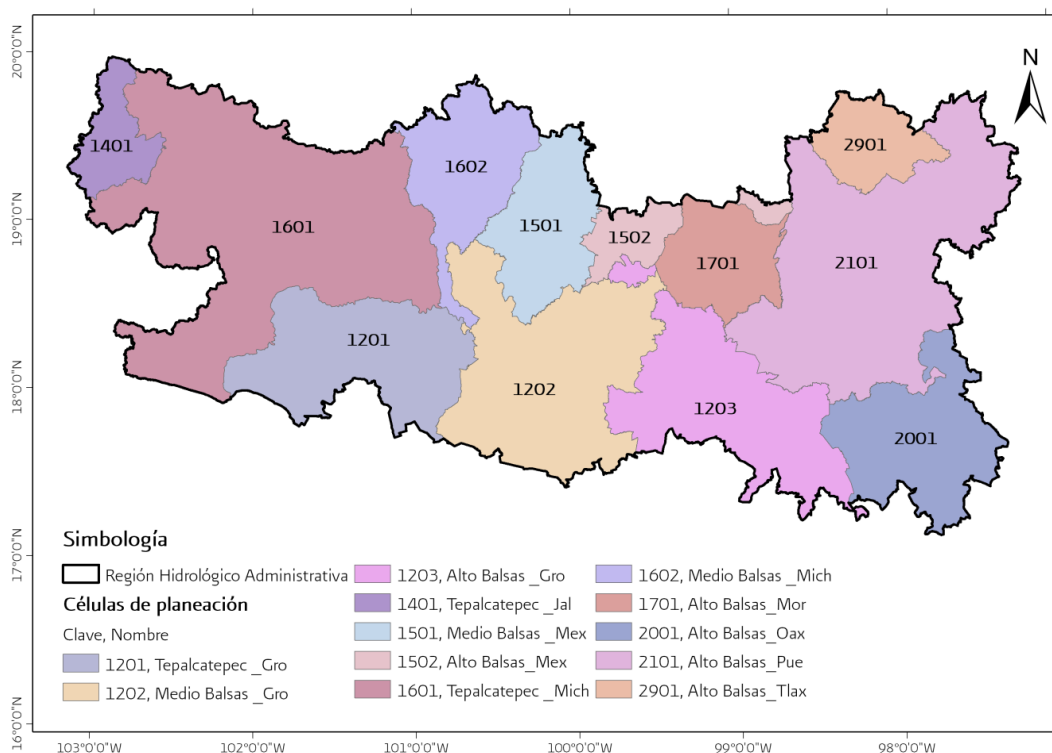 20°0'0"N
19°0'0"N
18°0'0"N
17°0'0"N
16°0'0"N
N
1401
1601
1602
1501
1502
1701
2901
2101
1201
1202
1203
2001
Simbología
Región Hidrológico Administrativa
Células de planeación
Clave, Nombre
1201, Tepalcatepec _Gro
1202, Medio Balsas _Gro
1203, Alto Balsas _Gro
1401, Tepalcatepec _Jal
1501, Medio Balsas _Mex
1502, Alto Balsas_Mex
1601, Tepalcatepec _Mich
1602, Medio Balsas _Mich
1701, Alto Balsas_Mor
2001, Alto Balsas_Oax
2101, Alto Balsas_Pue
2901, Alto Balsas_Tlax
103°0'0"W
102°0'0"W
101°0'0"W
100°0'0"W
99°0'0"W
98°0'0"W